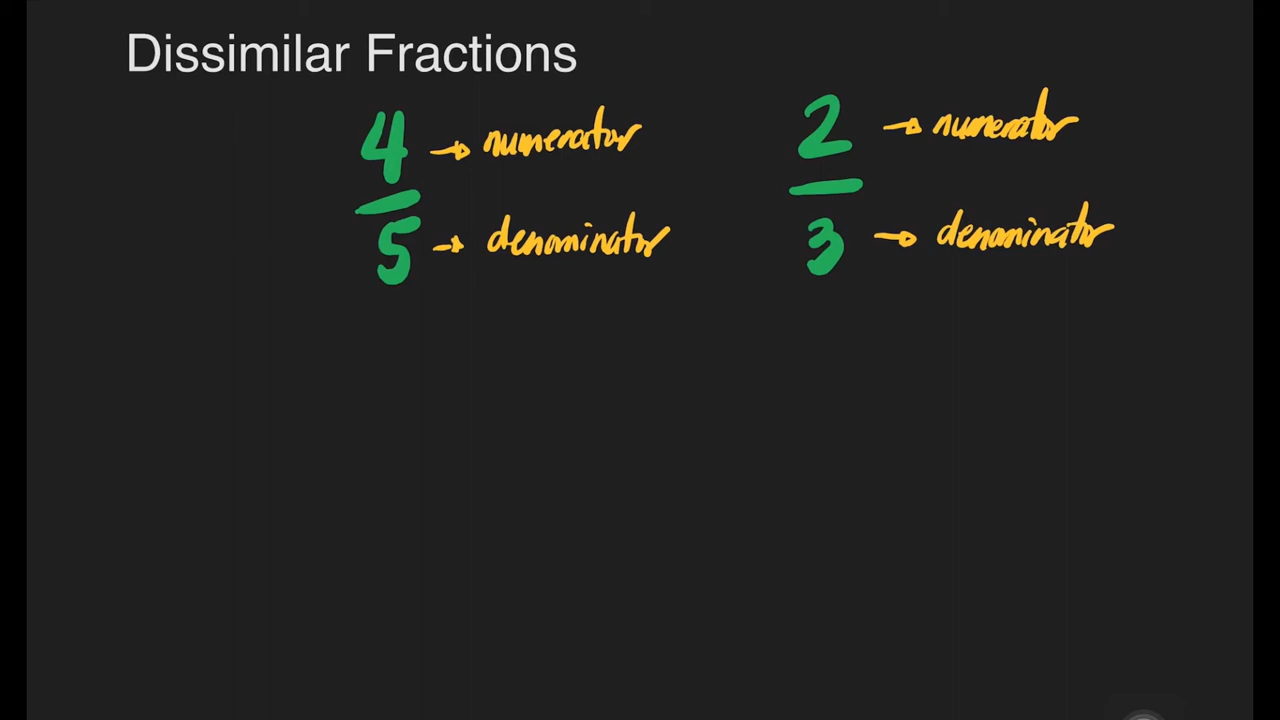 Dissimilar Fractions
4 → numerator
5 → denominator
2 → numerator
3 → denominator